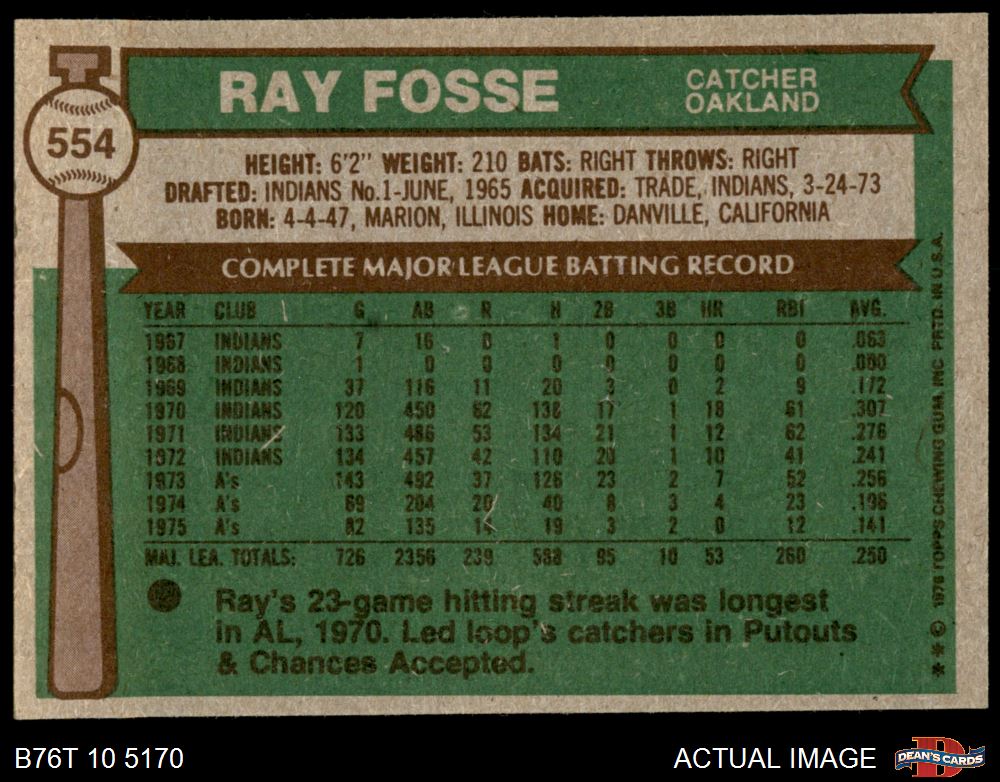 RAY FOSSE
CATCHER
OAKLAND
554
HEIGHT: 6'2" WEIGHT: 210 BATS: RIGHT THROWS: RIGHT
DRAFTED: INDIANS No.1-JUNE, 1965 ACQUIRED: TRADE, INDIANS, 3-24-73
BORN: 4-4-47, MARION, ILLINOIS HOME: DANVILLE, CALIFORNIA
COMPLETE MAJOR LEAGUE BATTING RECORD
YEAR CLUB G AB R H 2B 3B HR RBI AVG.
1967 INDIANS 7 16 0 1 0 0 0 0 .063
1968 INDIANS 1 0 0 0 0 0 0 0 .000
1969 INDIANS 37 116 11 20 3 0 2 9 .172
1970 INDIANS 120 450 62 138 17 1 18 61 .307
1971 INDIANS 133 486 53 134 21 1 12 62 .276
1972 INDIANS 134 457 42 110 20 1 10 41 .241
1973 A's 143 492 37 126 23 2 7 52 .256
1974 A's 69 204 20 40 8 3 4 23 .196
1975 A's 82 135 14 19 3 2 0 12 .141
MAJ. LEA. TOTALS: 726 2356 239 588 95 10 53 260 .250
Ray's 23-game hitting streak was longest
in AL, 1970. Led loop's catchers in Putouts
& Chances Accepted.
** © 1976 TOPPS CHEWING GUM, INC. PRTD. IN U.S.A.
B76T 10 5170
ACTUAL IMAGE
DEAN'S CARDS